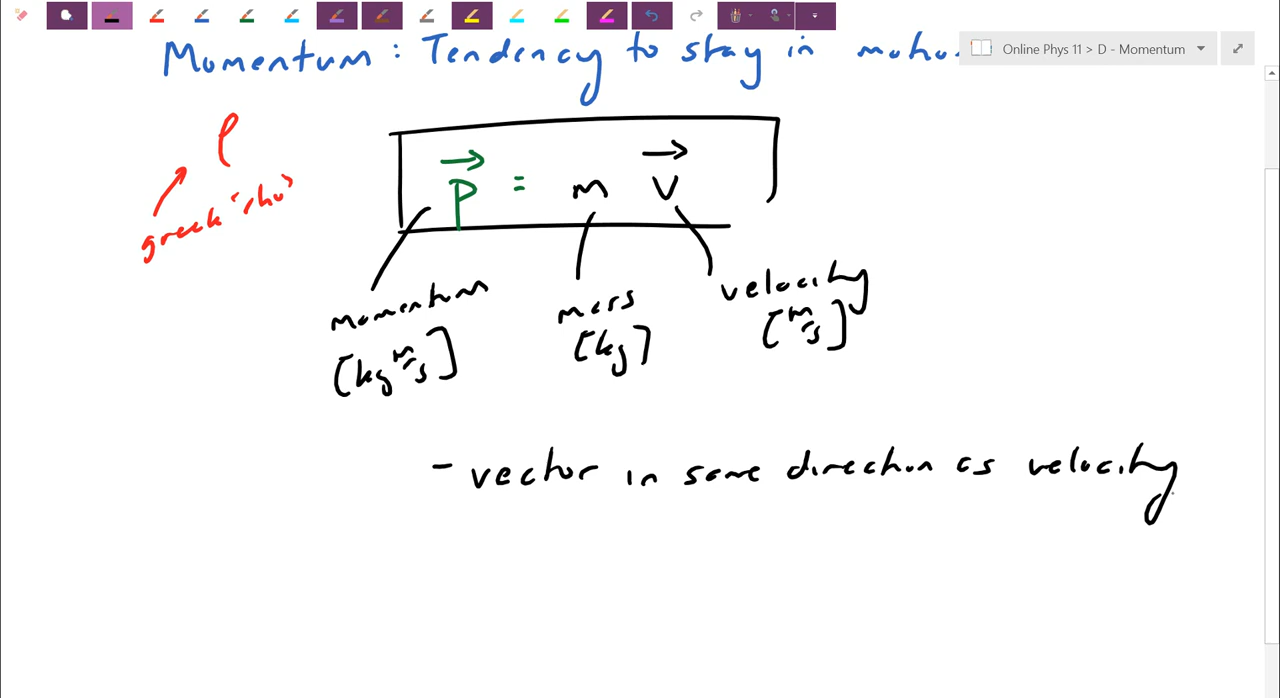 Online Phys 11 > D - Momentum
Momentum : Tendency to stay in motio
ρ
greek "rho"
p⃗ = m v⃗
momentum
[kg m/s]
mass
[kg]
velocity
[m/s]
- vector in same direction as velocity